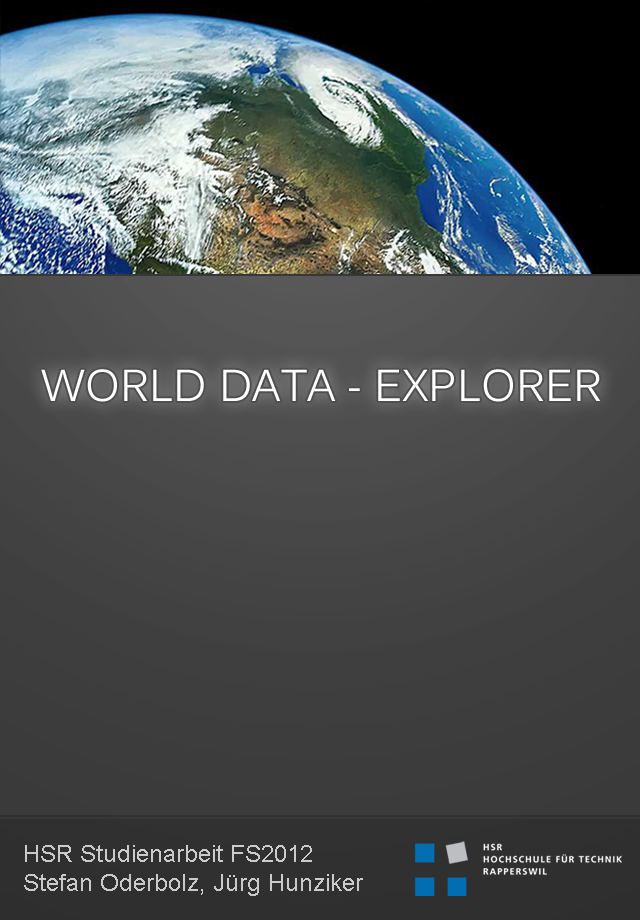 WORLD DATA - EXPLORER
HSR Studienarbeit FS2012
Stefan Oderbolz, Jürg Hunziker
HSR
HOCHSCHULE FÜR TECHNIK
RAPPERSWIL